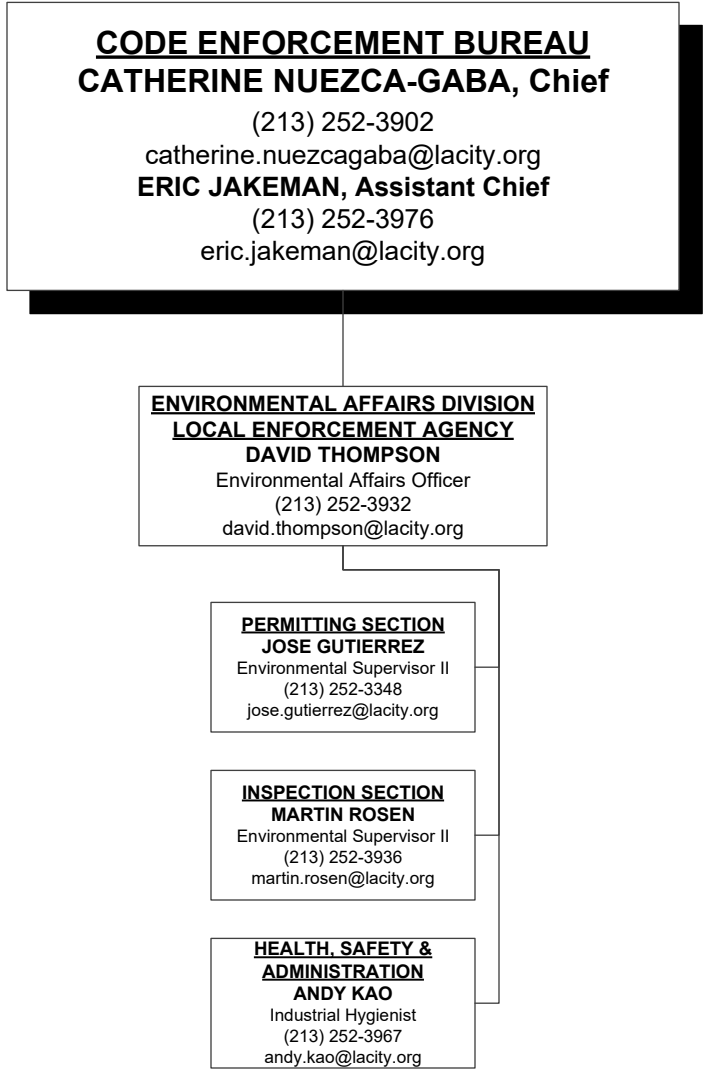 CODE ENFORCEMENT BUREAU
CATHERINE NUEZCA-GABA, Chief
(213) 252-3902
catherine.nuezcagaba@lacity.org
ERIC JAKEMAN, Assistant Chief
(213) 252-3976
eric.jakeman@lacity.org
ENVIRONMENTAL AFFAIRS DIVISION
LOCAL ENFORCEMENT AGENCY
DAVID THOMPSON
Environmental Affairs Officer
(213) 252-3932
david.thompson@lacity.org
PERMITTING SECTION
JOSE GUTIERREZ
Environmental Supervisor II
(213) 252-3348
jose.gutierrez@lacity.org
INSPECTION SECTION
MARTIN ROSEN
Environmental Supervisor II
(213) 252-3936
martin.rosen@lacity.org
HEALTH, SAFETY &
ADMINISTRATION
ANDY KAO
Industrial Hygienist
(213) 252-3967
andy.kao@lacity.org